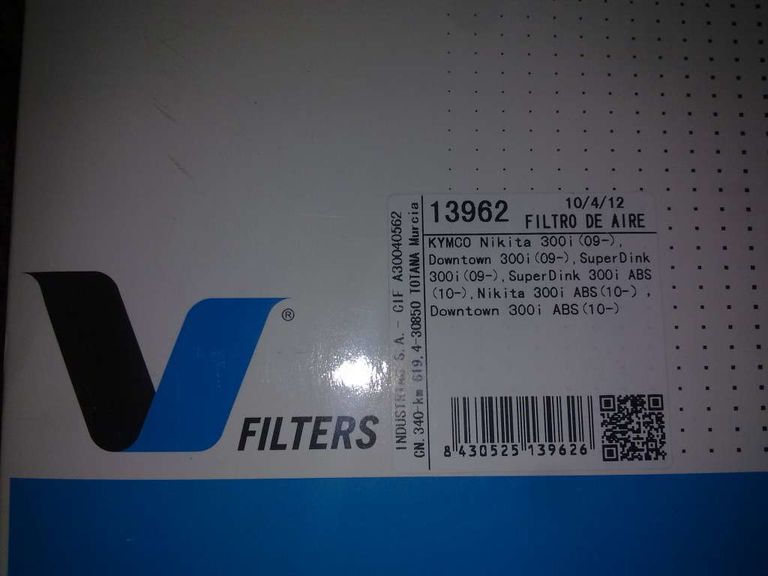 V
®
FILTERS
INDUSTRIAS S.A. - CIF A30040562
CN.340-km 619.4-30850 TOTANA Murcia
13962
10/4/12
FILTRO DE AIRE
KYMCO Nikita 300i(09-),
Downtown 300i(09-),SuperDink
300i(09-),SuperDink 300i ABS
(10-),Nikita 300i ABS(10-) ,
Downtown 300i ABS(10-)
8 430525 139626